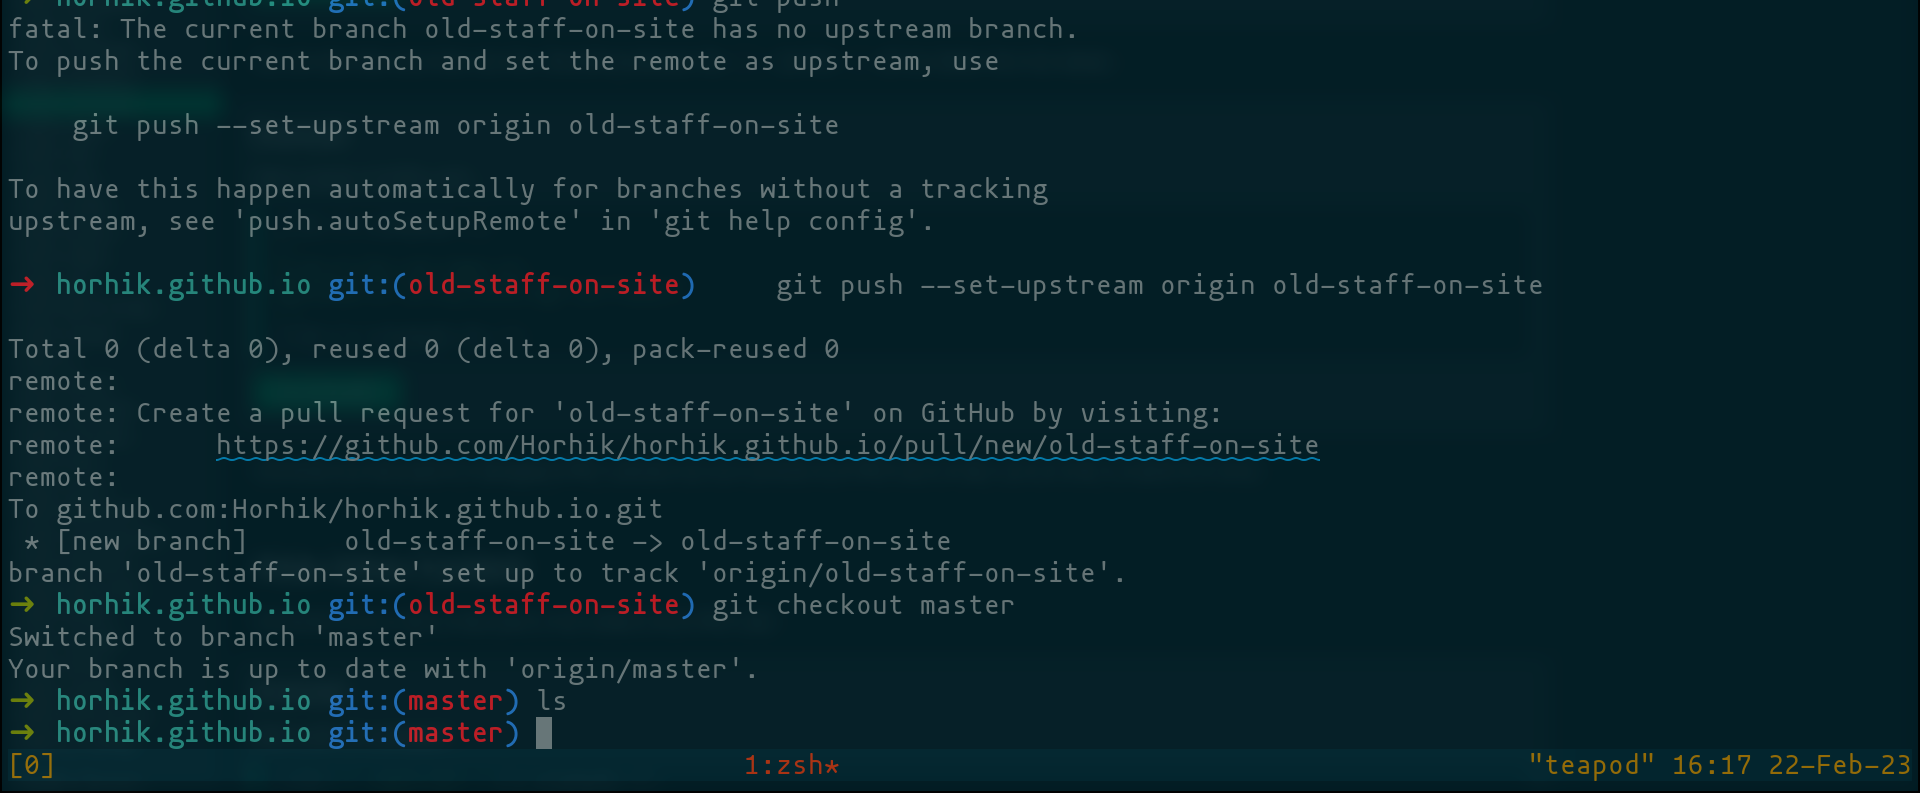 → horhik.github.io git:(old-staff-on-site) git push
fatal: The current branch old-staff-on-site has no upstream branch.
To push the current branch and set the remote as upstream, use
git push --set-upstream origin old-staff-on-site
To have this happen automatically for branches without a tracking
upstream, see 'push.autoSetupRemote' in 'git help config'.
→ horhik.github.io git:(old-staff-on-site) git push --set-upstream origin old-staff-on-site
Total 0 (delta 0), reused 0 (delta 0), pack-reused 0
remote:
remote: Create a pull request for 'old-staff-on-site' on GitHub by visiting:
remote: https://github.com/Horhik/horhik.github.io/pull/new/old-staff-on-site
remote:
To github.com:Horhik/horhik.github.io.git
* [new branch] old-staff-on-site -> old-staff-on-site
branch 'old-staff-on-site' set up to track 'origin/old-staff-on-site'.
→ horhik.github.io git:(old-staff-on-site) git checkout master
Switched to branch 'master'
Your branch is up to date with 'origin/master'.
→ horhik.github.io git:(master) ls
→ horhik.github.io git:(master)
[0] 1:zsh* "teapod" 16:17 22-Feb-23